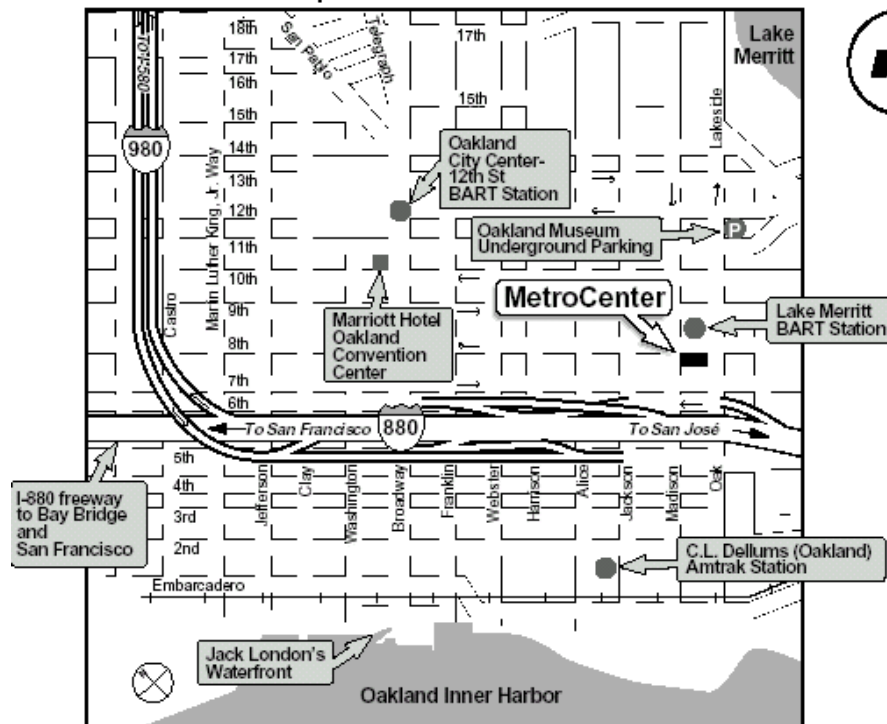 18th
17th
16th
15th
14th
13th
12th
11th
10th
9th
8th
7th
6th
5th
4th
3rd
2nd
To I-580
980
San Pablo
Telegraph
17th
15th
Lake
Merritt
Lakeside
Martin Luther King, Jr. Way
Castro
Oakland
City Center-
12th St
BART Station
Oakland Museum
Underground Parking
P
MetroCenter
Lake Merritt
BART Station
Marriott Hotel
Oakland
Convention
Center
To San Francisco
880
To San José
I-880 freeway
to Bay Bridge
and
San Francisco
Jefferson
Clay
Washington
Broadway
Franklin
Webster
Harrison
Alice
Jackson
Madison
Oak
C.L. Dellums (Oakland)
Amtrak Station
Embarcadero
Jack London's
Waterfront
Oakland Inner Harbor